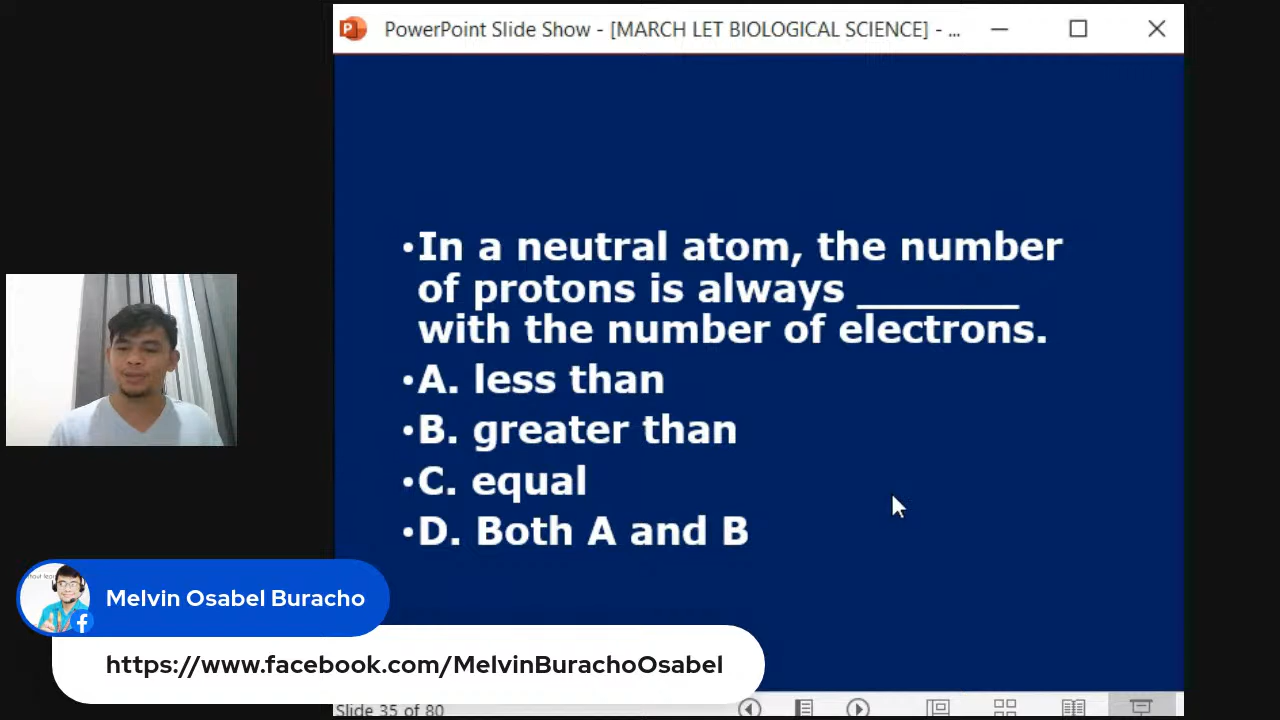 PowerPoint Slide Show - [MARCH LET BIOLOGICAL SCIENCE] - ...
•In a neutral atom, the number
of protons is always _______
with the number of electrons.
•A. less than
•B. greater than
•C. equal
•D. Both A and B
Melvin Osabel Buracho
https://www.facebook.com/MelvinBurachoOsabel
Slide 35 of 80